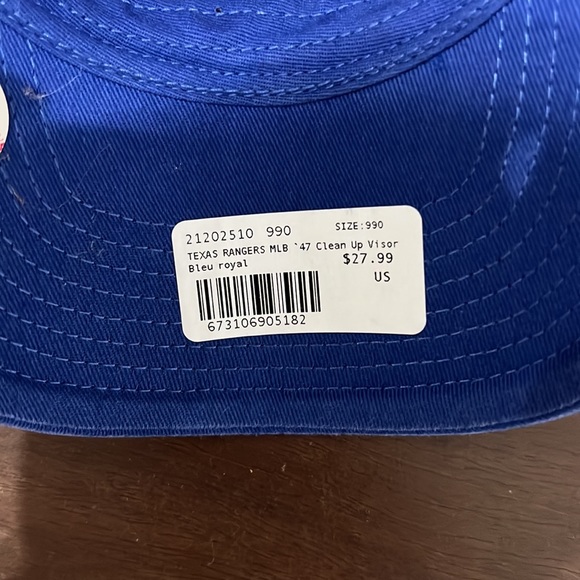 21202510 990 SIZE:990
TEXAS RANGERS MLB `47 Clean Up Visor
Bleu royal $27.99
US
673106905182